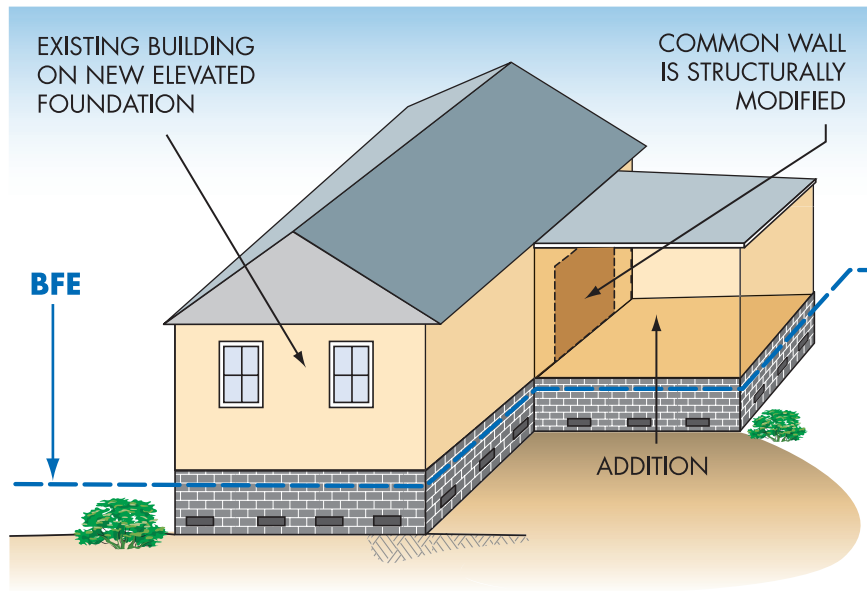 EXISTING BUILDING
ON NEW ELEVATED
FOUNDATION
COMMON WALL
IS STRUCTURALLY
MODIFIED
BFE
ADDITION